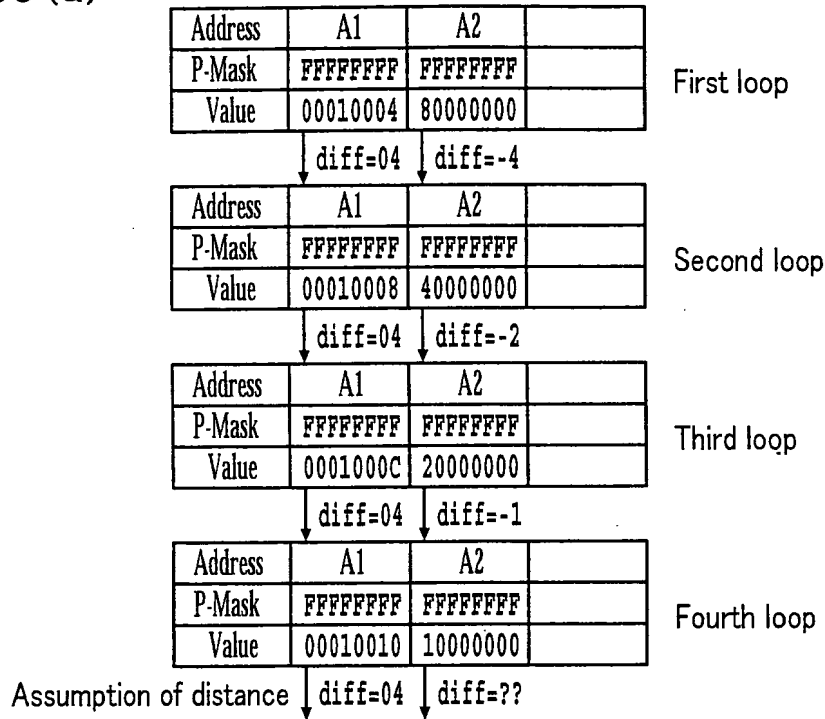 (a)
Address A1 A2
P-Mask FFFFFFFF FFFFFFFF
Value 00010004 80000000
First loop
diff=04 diff=-4
Address A1 A2
P-Mask FFFFFFFF FFFFFFFF
Value 00010008 40000000
Second loop
diff=04 diff=-2
Address A1 A2
P-Mask FFFFFFFF FFFFFFFF
Value 0001000C 20000000
Third loop
diff=04 diff=-1
Address A1 A2
P-Mask FFFFFFFF FFFFFFFF
Value 00010010 10000000
Fourth loop
Assumption of distance diff=04 diff=??